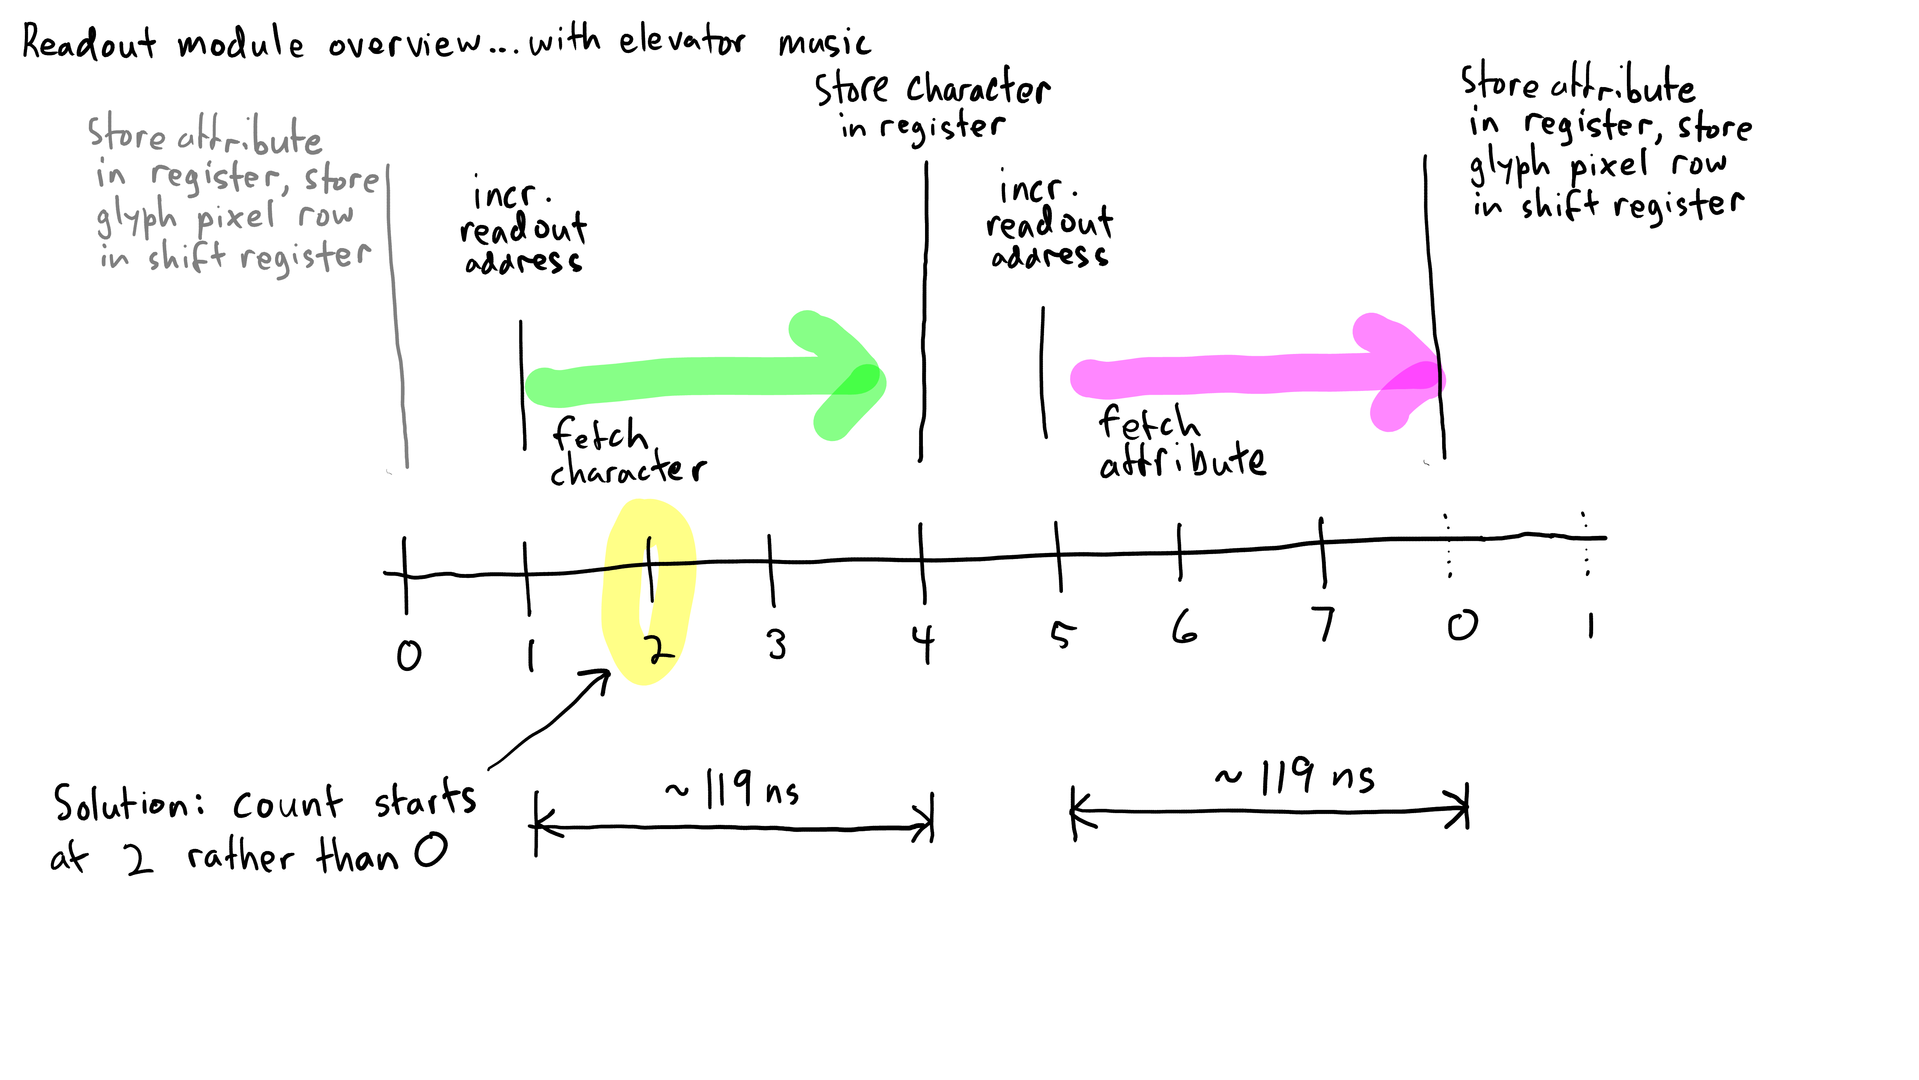 Readout module overview... with elevator music
Store attribute
in register, store
glyph pixel row
in shift register
incr.
readout
address
Store character
in register
incr.
readout
address
Store attribute
in register, store
glyph pixel row
in shift register
fetch
character
fetch
attribute
0 1 2 3 4 5 6 7 0 1
Solution: count starts
at 2 rather than 0
~ 119 ns
~ 119 ns